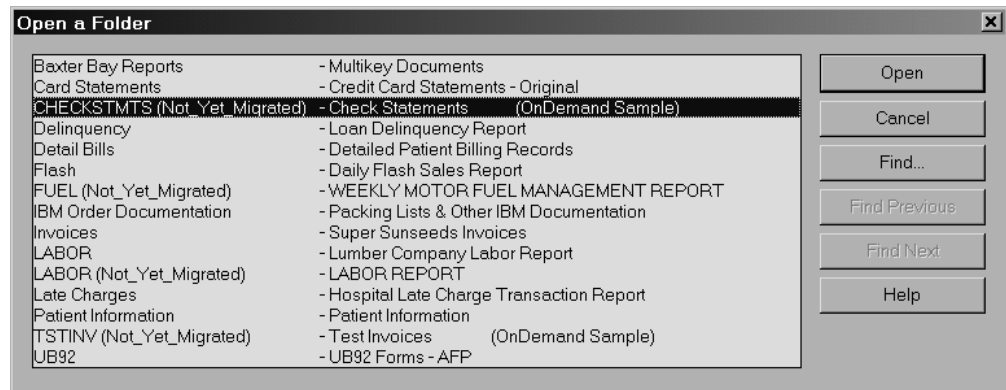 Open a Folder
Baxter Bay Reports - Multikey Documents
Card Statements - Credit Card Statements - Original
CHECKSTMTS (Not_Yet_Migrated) - Check Statements (OnDemand Sample)
Delinquency - Loan Delinquency Report
Detail Bills - Detailed Patient Billing Records
Flash - Daily Flash Sales Report
FUEL (Not_Yet_Migrated) - WEEKLY MOTOR FUEL MANAGEMENT REPORT
IBM Order Documentation - Packing Lists & Other IBM Documentation
Invoices - Super Sunseeds Invoices
LABOR - Lumber Company Labor Report
LABOR (Not_Yet_Migrated) - LABOR REPORT
Late Charges - Hospital Late Charge Transaction Report
Patient Information - Patient Information
TSTINV (Not_Yet_Migrated) - Test Invoices (OnDemand Sample)
UB92 - UB92 Forms - AFP
Open
Cancel
Find...
Find Previous
Find Next
Help